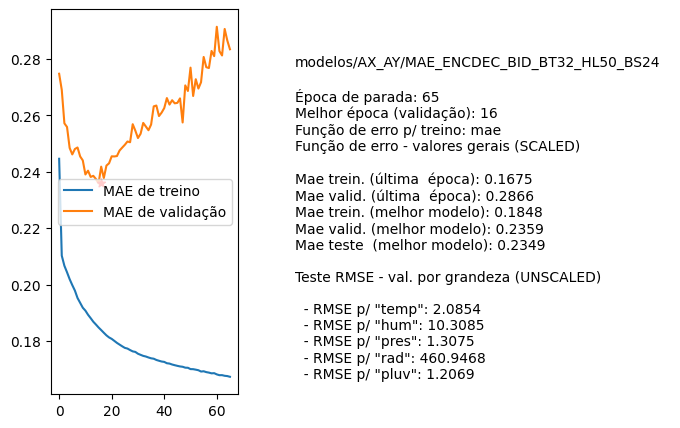 0.28
0.26
0.24
0.22
0.20
0.18
0
20
40
60
MAE de treino
MAE de validação
modelos/AX_AY/MAE_ENCDEC_BID_BT32_HL50_BS24
Época de parada: 65
Melhor época (validação): 16
Função de erro p/ treino: mae
Função de erro - valores gerais (SCALED)
Mae trein. (última  época): 0.1675
Mae valid. (última  época): 0.2866
Mae trein. (melhor modelo): 0.1848
Mae valid. (melhor modelo): 0.2359
Mae teste  (melhor modelo): 0.2349
Teste RMSE - val. por grandeza (UNSCALED)
- RMSE p/ "temp": 2.0854
- RMSE p/ "hum": 10.3085
- RMSE p/ "pres": 1.3075
- RMSE p/ "rad": 460.9468
- RMSE p/ "pluv": 1.2069